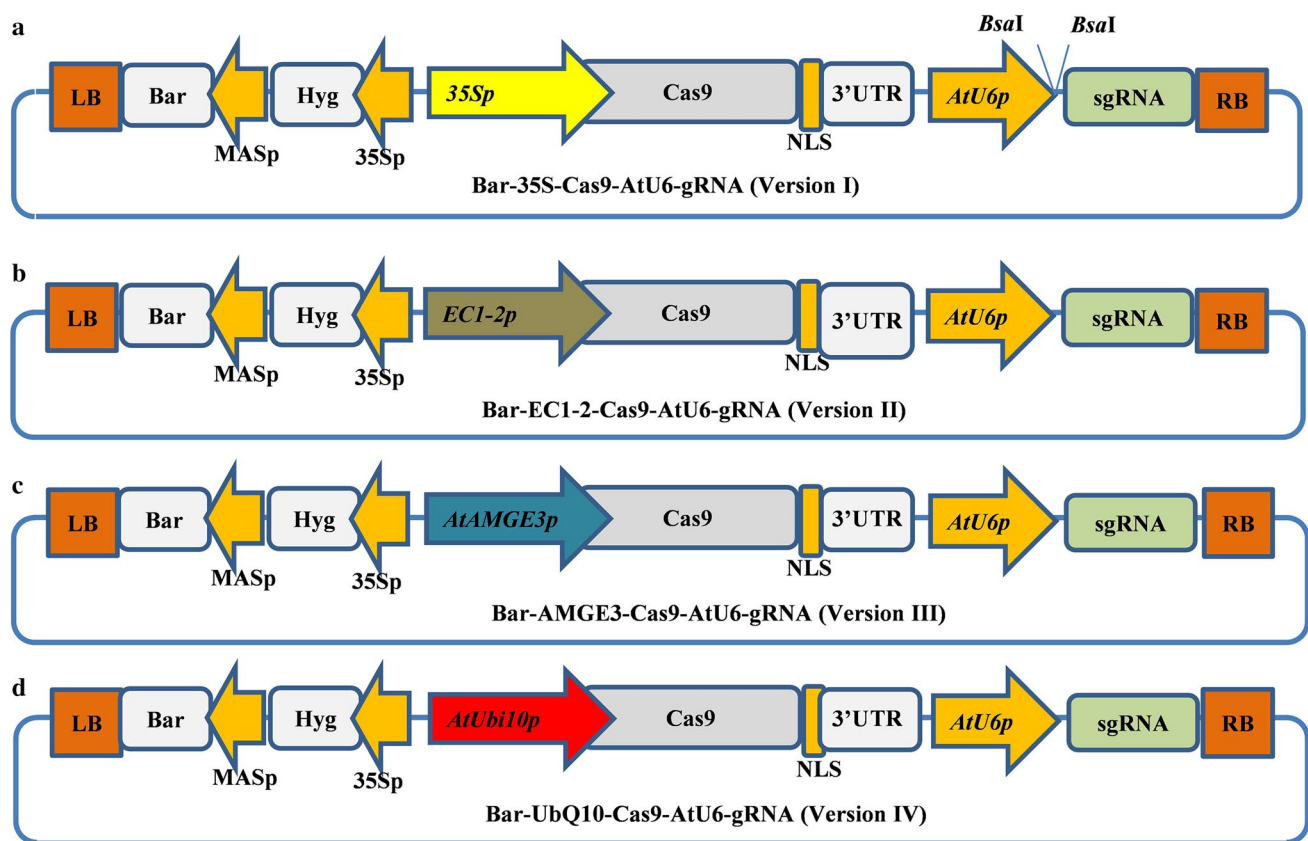 a
BsaI BsaI
LB Bar Hyg 35Sp Cas9 3’UTR AtU6p sgRNA RB
MASp 35Sp NLS
Bar-35S-Cas9-AtU6-gRNA (Version I)
b
LB Bar Hyg EC1-2p Cas9 3’UTR AtU6p sgRNA RB
MASp 35Sp NLS
Bar-EC1-2-Cas9-AtU6-gRNA (Version II)
c
LB Bar Hyg AtAMGE3p Cas9 3’UTR AtU6p sgRNA RB
MASp 35Sp NLS
Bar-AMGE3-Cas9-AtU6-gRNA (Version III)
d
LB Bar Hyg AtUbi10p Cas9 3’UTR AtU6p sgRNA RB
MASp 35Sp NLS
Bar-UbQ10-Cas9-AtU6-gRNA (Version IV)